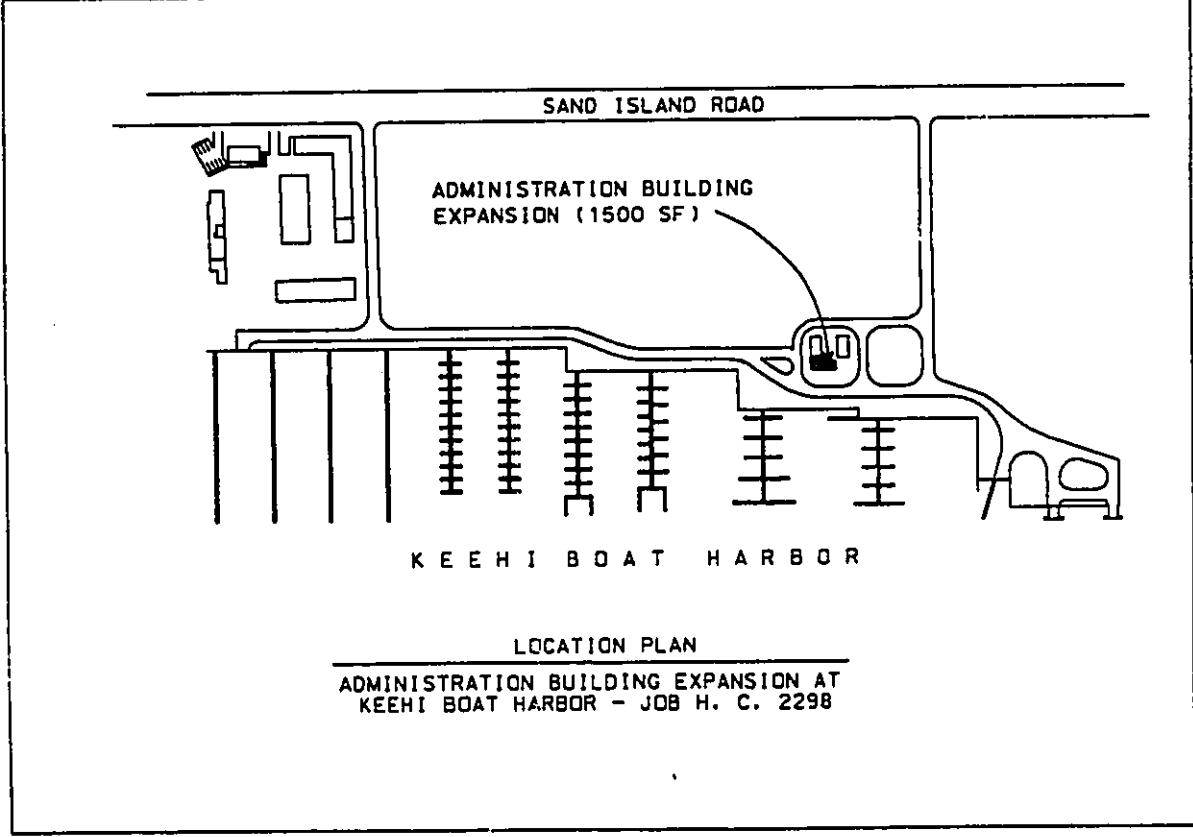 SAND ISLAND ROAD
ADMINISTRATION BUILDING
EXPANSION (1500 SF)
KEEHI BOAT HARBOR
LOCATION PLAN
ADMINISTRATION BUILDING EXPANSION AT
KEEHI BOAT HARBOR - JOB H. C. 2298